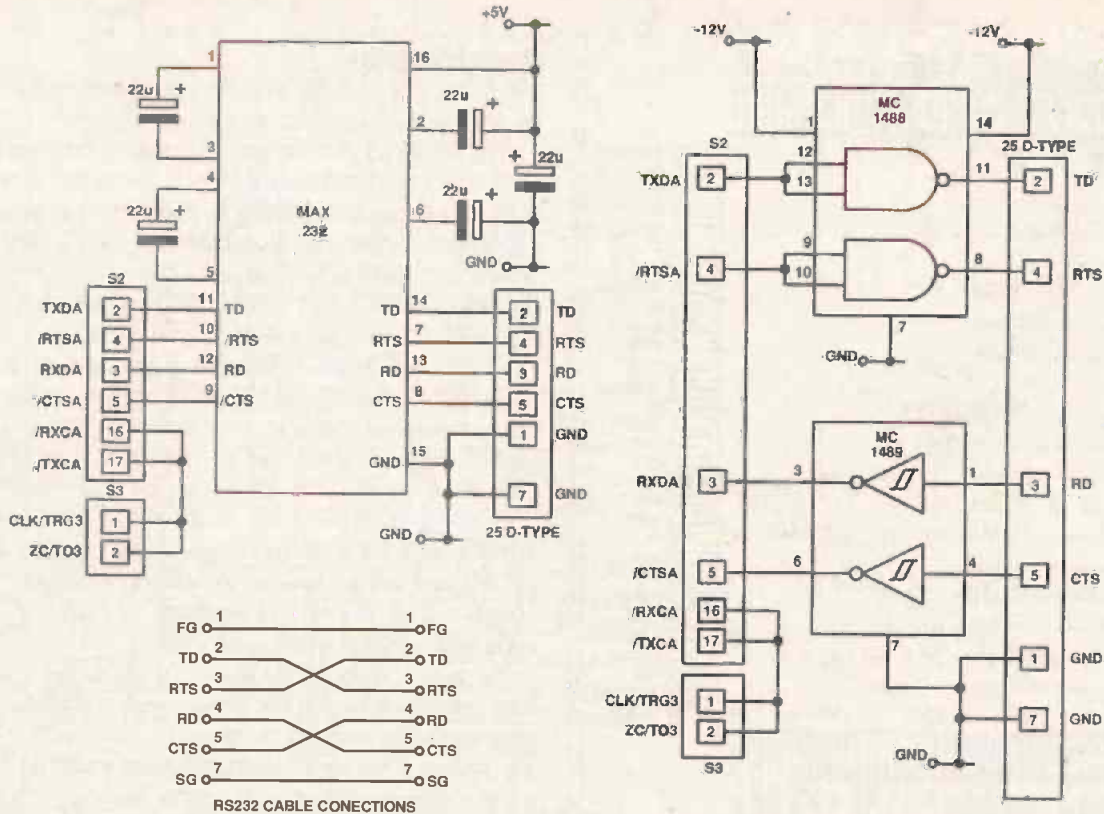 +5V
1
16
22u
+
22u
+
2
3
+
22u
4
22u
+
22u
+
6
MAX
232
5
GND
S2
TXDA 2 11 TD
TD 14 2 TD
/RTSA 4 10 /RTS
RTS 7 4 RTS
RXDA 3 12 RD
RD 13 3 RD
/CTSA 5 9 /CTS
CTS 8 5 CTS
/RXCA 16
1 GND
/TXCA 17
GND 15
7 GND
S3
CLK/TRG3 1
ZC/TO3 2
GND
25 D-TYPE
FG 1 1 FG
TD 2 2 TD
RTS 3 3 RTS
RD 4 4 RD
CTS 5 5 CTS
SG 7 7 SG
RS232 CABLE CONECTIONS
-12V
-12V
MC
1488
1
14
S2
25 D-TYPE
TXDA 2 12
13
11 2 TD
/RTSA 4 9
10
8 4 RTS
7
GND
MC
1489
RXDA 3 3 1 3 RD
/CTSA 5 6 4 5 CTS
/RXCA 16
/TXCA 17
7
1 GND
CLK/TRG3 1
7 GND
ZC/TO3 2
S3
GND